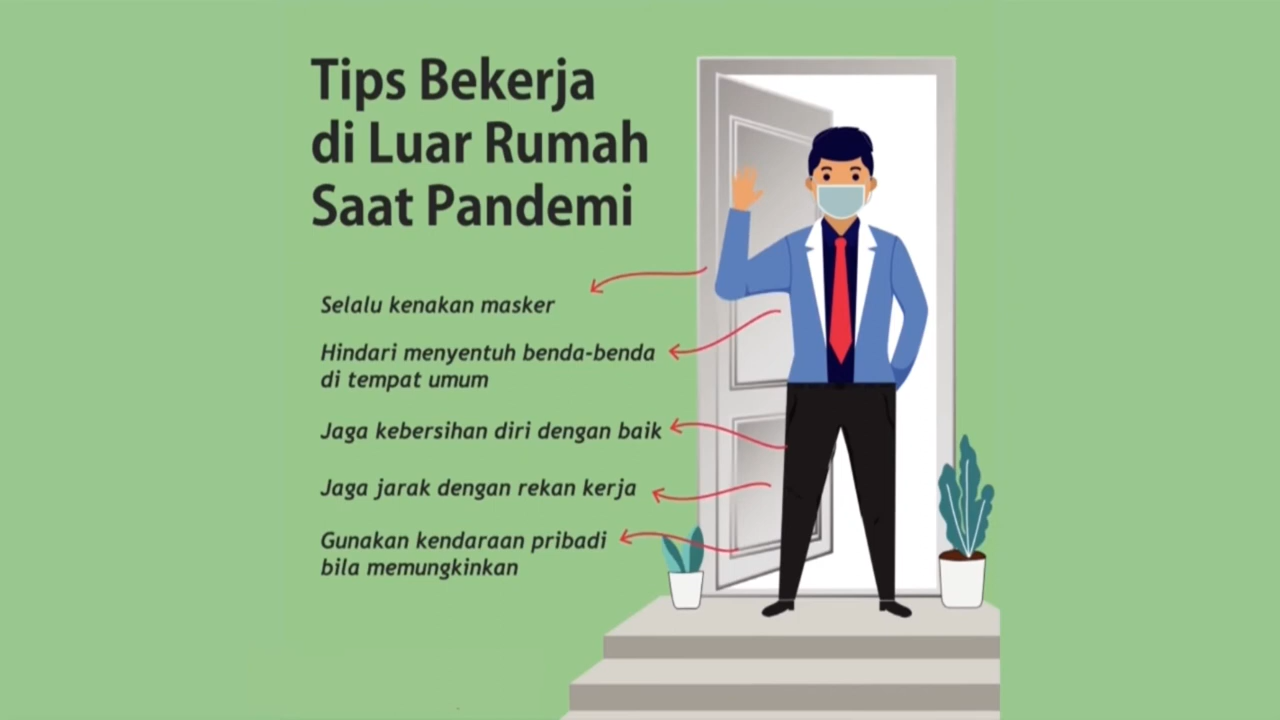 Tips Bekerja
di Luar Rumah
Saat Pandemi
Selalu kenakan masker
Hindari menyentuh benda-benda
di tempat umum
Jaga kebersihan diri dengan baik
Jaga jarak dengan rekan kerja
Gunakan kendaraan pribadi
bila memungkinkan